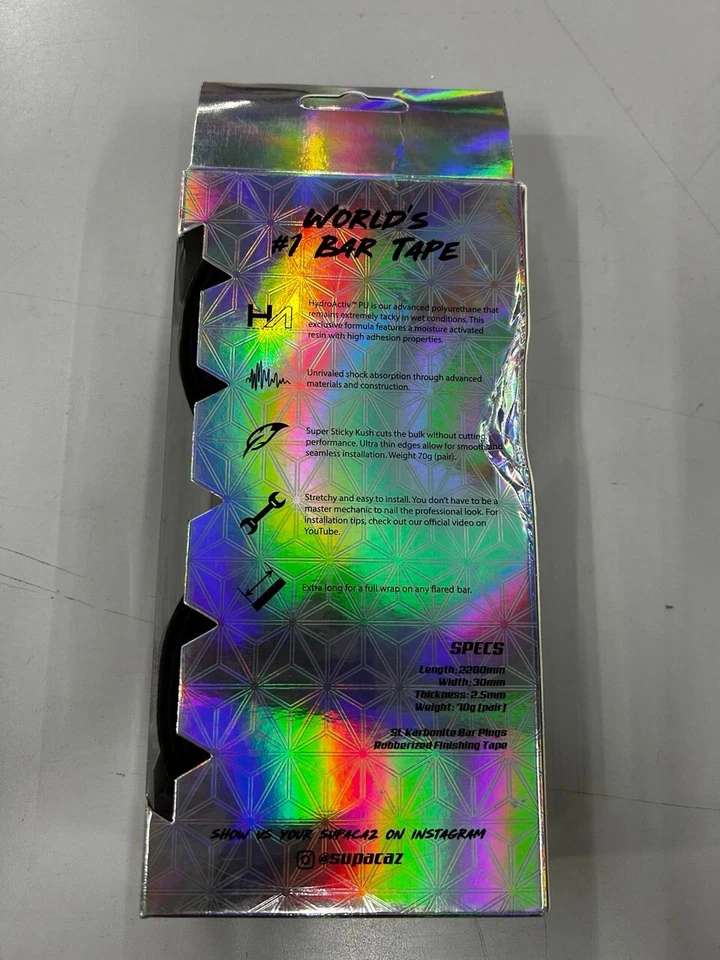 WORLD'S
#1 BAR TAPE
HA
HydroActiv™ PU is our advanced polyurethane that
remains extremely tacky in wet conditions. This
exclusive formula features a moisture activated
resin with high adhesion properties.
Unrivaled shock absorption through advanced
materials and construction.
Super Sticky Kush cuts the bulk without cutting
performance. Ultra thin edges allow for smooth and
seamless installation. Weight 70g (pair).
Stretchy and easy to install. You don't have to be a
master mechanic to nail the professional look. For
installation tips, check out our official video on
YouTube.
Extra long for a full wrap on any flared bar.
SPECS
Length: 2200mm
Width: 30mm
Thickness: 2.5mm
Weight: 70g (pair)
SL Karbonite Bar Plugs
Rubberized Finishing Tape
SHOW US YOUR SUPACAZ ON INSTAGRAM
@supacaz